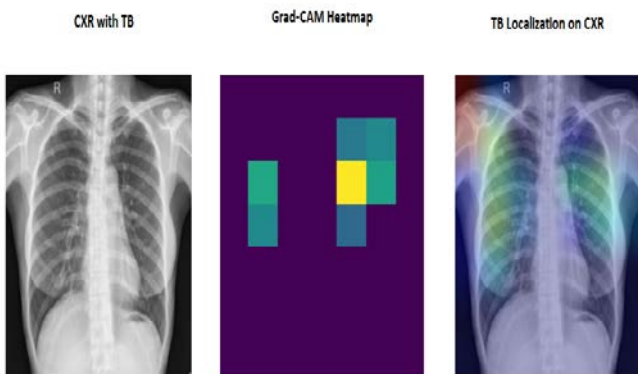 CXR with TB
Grad-CAM Heatmap
TB Localization on CXR
R
R